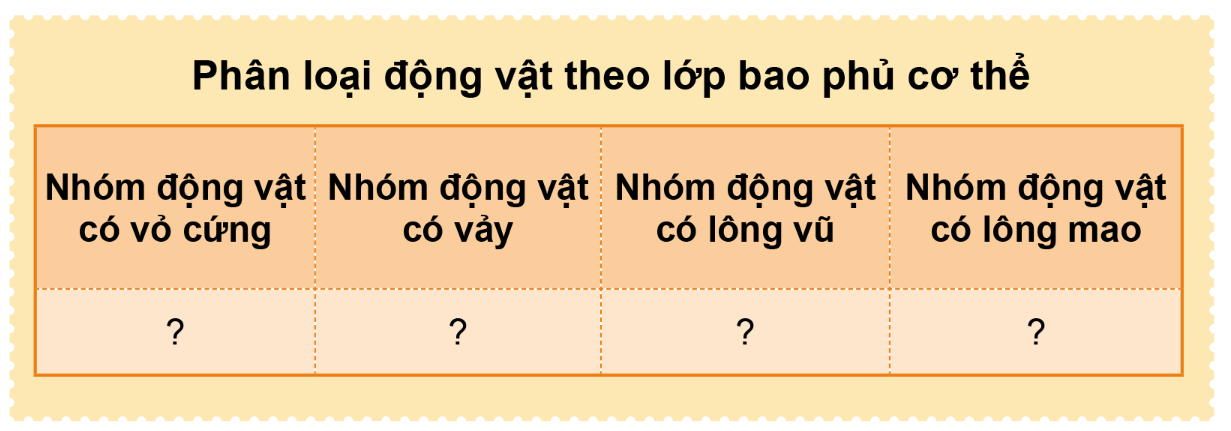 Phân loại động vật theo lớp bao phủ cơ thể
Nhóm động vật
có vỏ cứng
Nhóm động vật
có vảy
Nhóm động vật
có lông vũ
Nhóm động vật
có lông mao
?
?
?
?